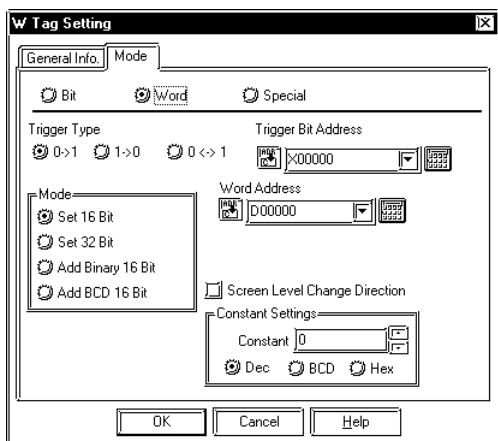 W Tag Setting
General Info. Mode
Bit Word Special
Trigger Type Trigger Bit Address
0->1 1->0 0 <-> 1 X00000
Mode Word Address
Set 16 Bit D00000
Set 32 Bit
Add Binary 16 Bit
Add BCD 16 Bit
Screen Level Change Direction
Constant Settings
Constant 0
Dec BCD Hex
OK Cancel Help